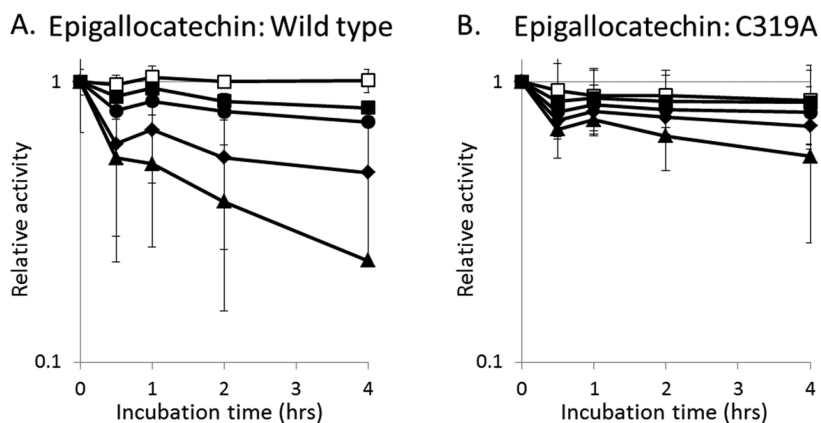 A. Epigallocatechin: Wild type
1
0.1
Relative activity
0 1 2 3 4
Incubation time (hrs)
B. Epigallocatechin: C319A
1
0.1
Relative activity
0 1 2 3 4
Incubation time (hrs)